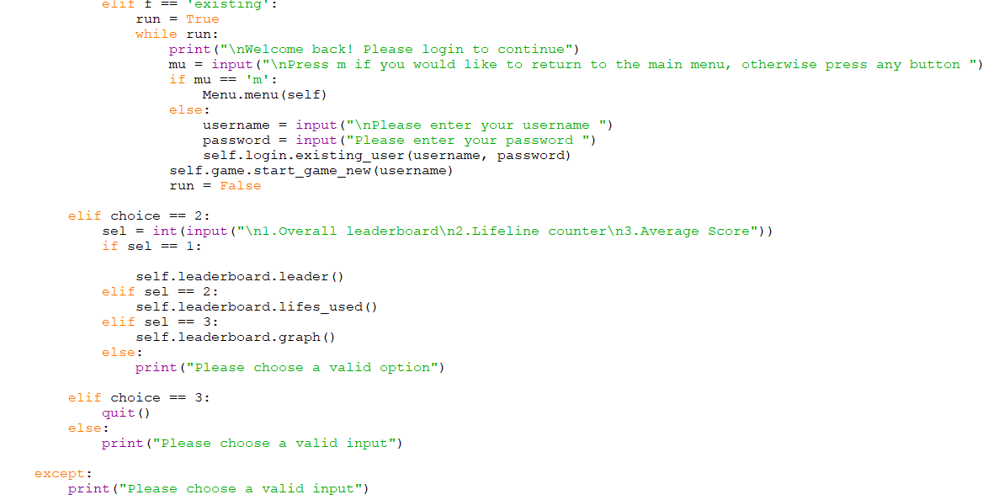 elif f == 'existing':
run = True
while run:
print("\nWelcome back! Please login to continue")
mu = input("\nPress m if you would like to return to the main menu, otherwise press any button ")
if mu == 'm':
Menu.menu(self)
else:
username = input("\nPlease enter your username ")
password = input("Please enter your password ")
self.login.existing_user(username, password)
self.game.start_game_new(username)
run = False
elif choice == 2:
sel = int(input("\n1.Overall leaderboard\n2.Lifeline counter\n3.Average Score"))
if sel == 1:
self.leaderboard.leader()
elif sel == 2:
self.leaderboard.lifes_used()
elif sel == 3:
self.leaderboard.graph()
else:
print("Please choose a valid option")
elif choice == 3:
quit()
else:
print("Please choose a valid input")
except:
print("Please choose a valid input")